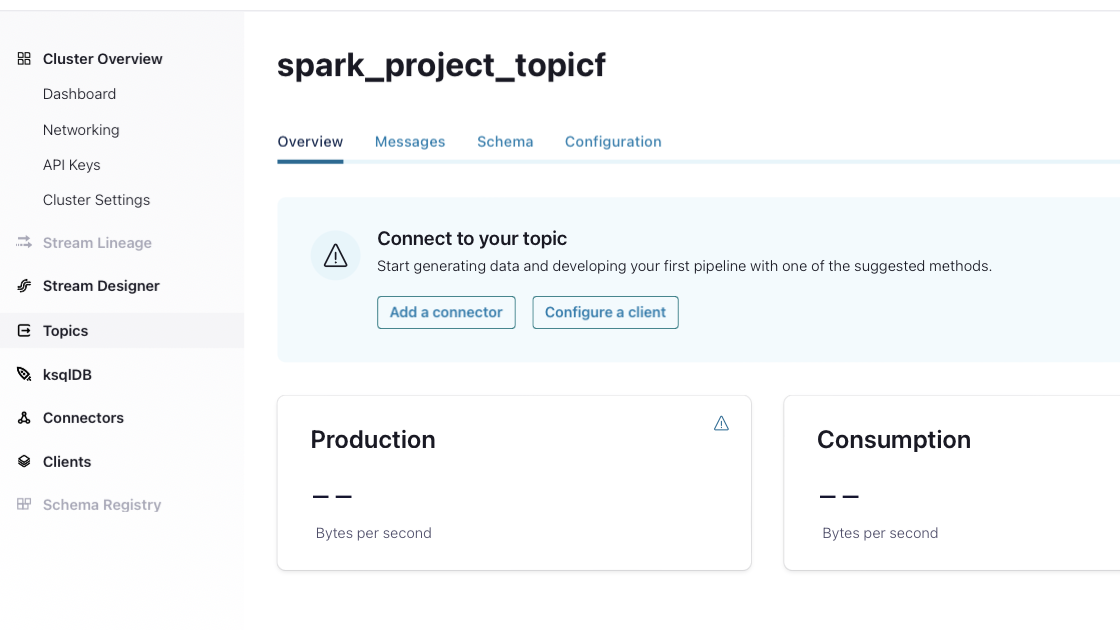 Cluster Overview
Dashboard
Networking
API Keys
Cluster Settings
Stream Lineage
Stream Designer
Topics
ksqlDB
Connectors
Clients
Schema Registry
spark_project_topicf
Overview Messages Schema Configuration
Connect to your topic
Start generating data and developing your first pipeline with one of the suggested methods.
Add a connector Configure a client
Production
– –
Bytes per second
Consumption
– –
Bytes per second